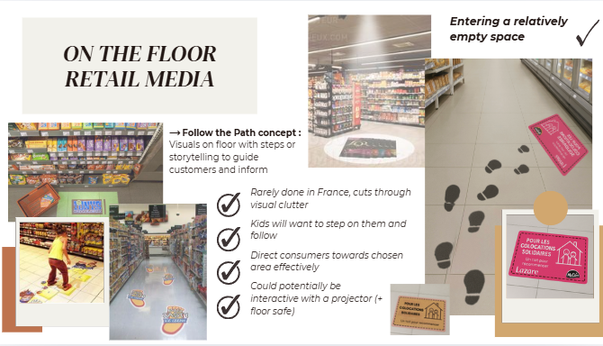 ON THE FLOOR
RETAIL MEDIA
Entering a relatively
empty space
→ Follow the Path concept :
Visuals on floor with steps or
storytelling to guide
customers and inform
Rarely done in France, cuts through
visual clutter
Kids will want to step on them and
follow
Direct consumers towards chosen
area effectively
Could potentially be
interactive with a projector (+
floor safe)
POUR LES
COLOCATIONS
SOLIDAIRES
Lazare
POUR LES
COLOCATIONS
SOLIDAIRES